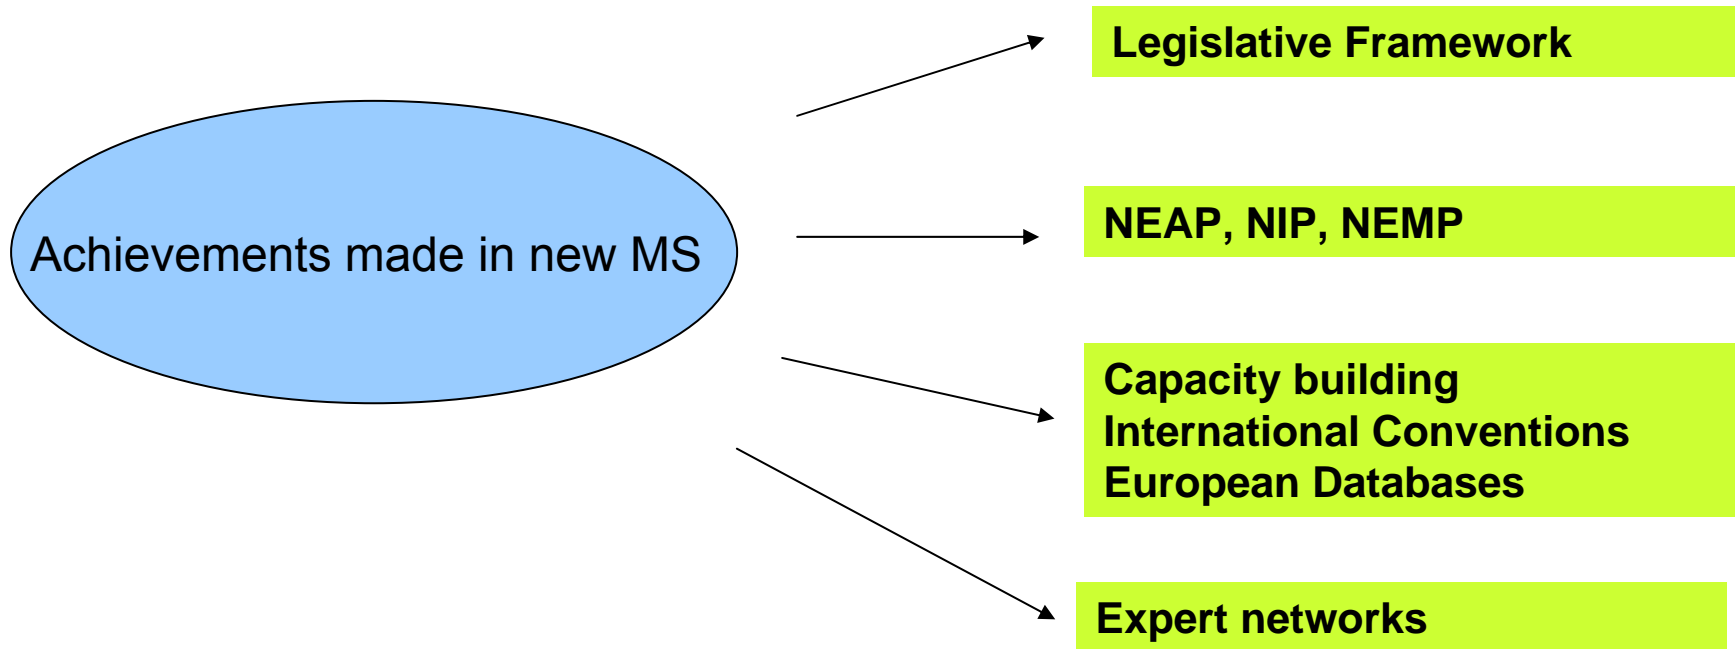 Legislative Framework
Achievements made in new MS
NEAP, NIP, NEMP
Capacity building
International Conventions
European Databases
Expert networks